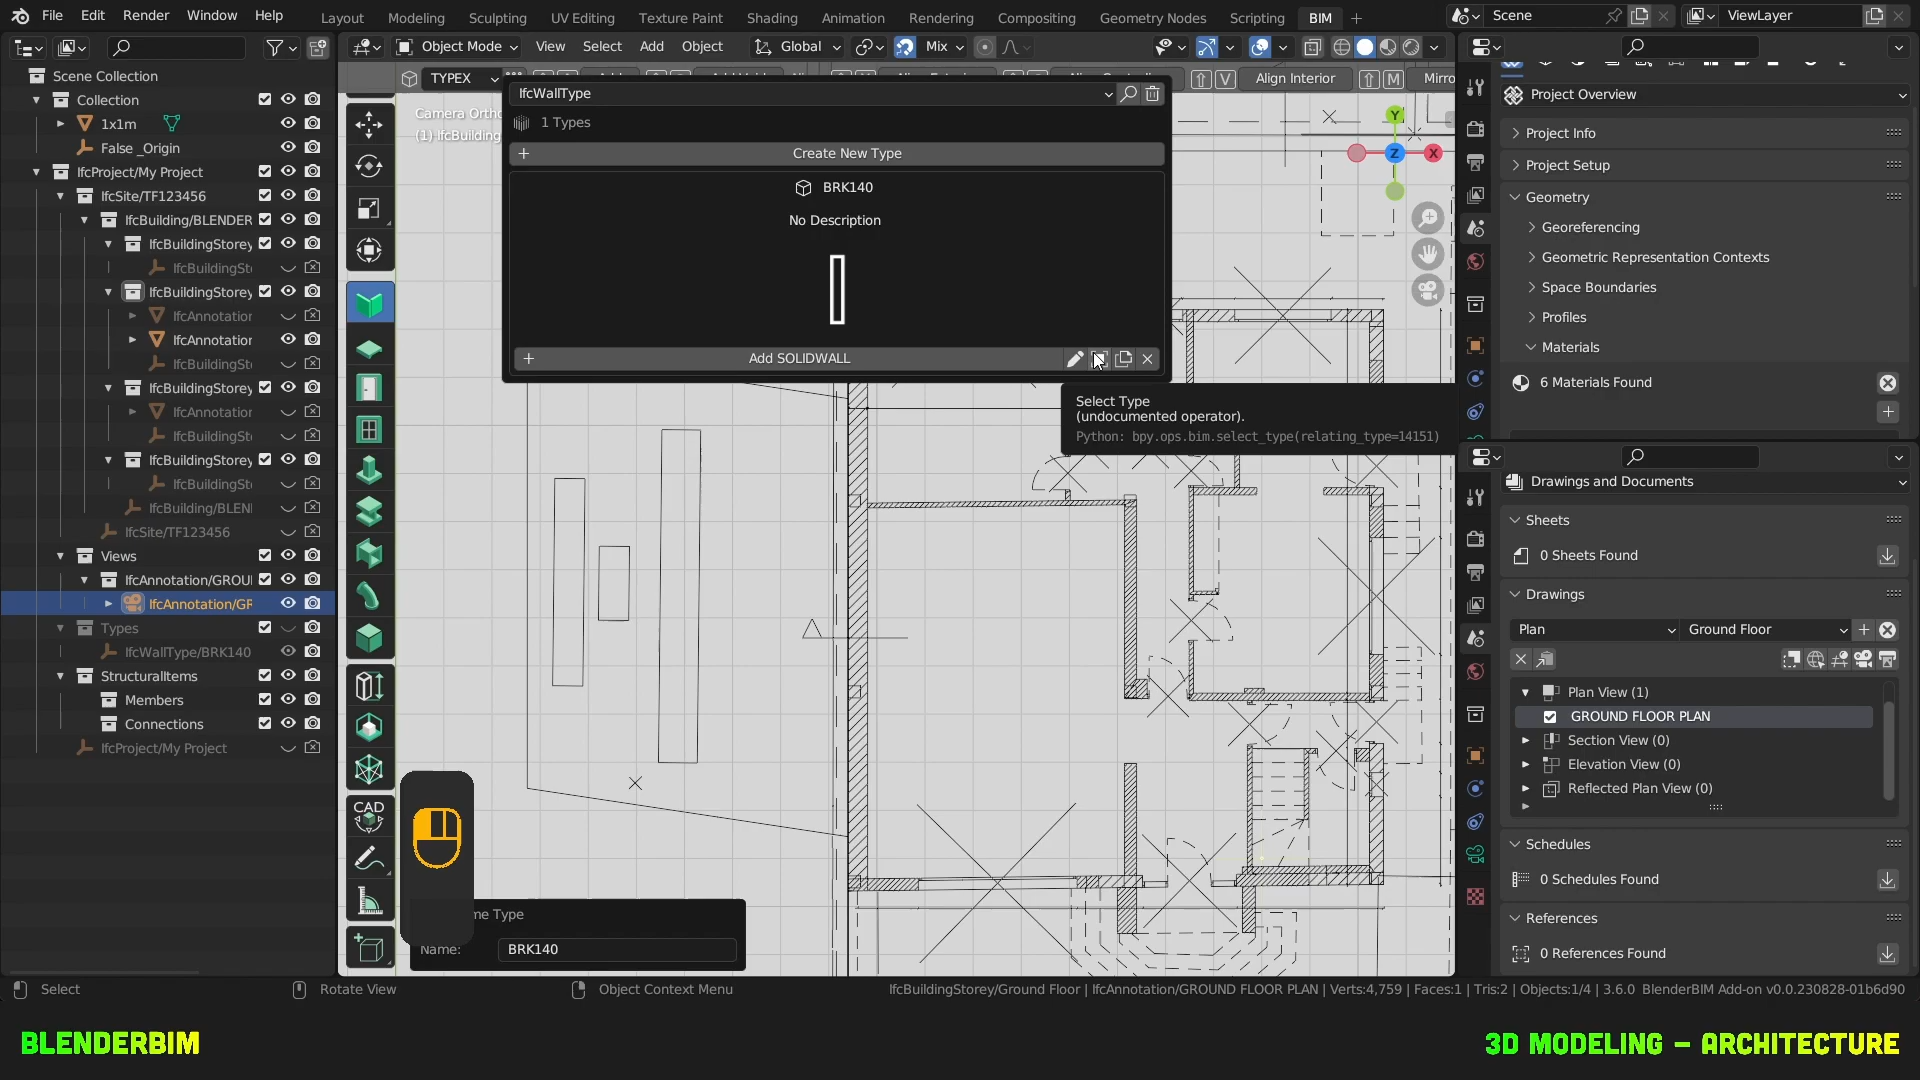 File Edit Render Window Help
Layout Modeling Sculpting UV Editing Texture Paint Shading Animation Rendering Compositing Geometry Nodes Scripting BIM
Scene
ViewLayer
Object Mode View Select Add Object Global Mix
TYPEX
Align Interior
Mirro
Scene Collection
Collection
1x1m
False _Origin
IfcProject/My Project
IfcSite/TF123456
IfcBuilding/BLENDER
IfcBuildingStorey
IfcBuildingSt
IfcBuildingStorey
IfcAnnotation
IfcAnnotation
IfcBuildingSt
IfcBuildingStorey
IfcAnnotation
IfcBuildingSt
IfcBuildingStorey
IfcBuildingSt
IfcBuilding/BLEN
IfcSite/TF123456
Views
IfcAnnotation/GROU
IfcAnnotation/GR
Types
IfcWallType/BRK140
StructuralItems
Members
Connections
IfcProject/My Project
Camera Ortho
(1) IfcBuilding
IfcWallType
1 Types
Create New Type
BRK140
No Description
Add SOLIDWALL
Select Type
(undocumented operator).
Python: bpy.ops.bim.select_type(relating_type=14151)
Y
Z
X
CAD
me Type
Name: BRK140
Project Overview
Project Info
Project Setup
Geometry
Georeferencing
Geometric Representation Contexts
Space Boundaries
Profiles
Materials
6 Materials Found
Drawings and Documents
Sheets
0 Sheets Found
Drawings
Plan Ground Floor
Plan View (1)
GROUND FLOOR PLAN
Section View (0)
Elevation View (0)
Reflected Plan View (0)
Schedules
0 Schedules Found
References
0 References Found
Select Rotate View Object Context Menu
IfcBuildingStorey/Ground Floor | IfcAnnotation/GROUND FLOOR PLAN | Verts:4,759 | Faces:1 | Tris:2 | Objects:1/4 | 3.6.0 BlenderBIM Add-on v0.0.230828-01b6d90
BLENDERBIM
3D MODELING - ARCHITECTURE